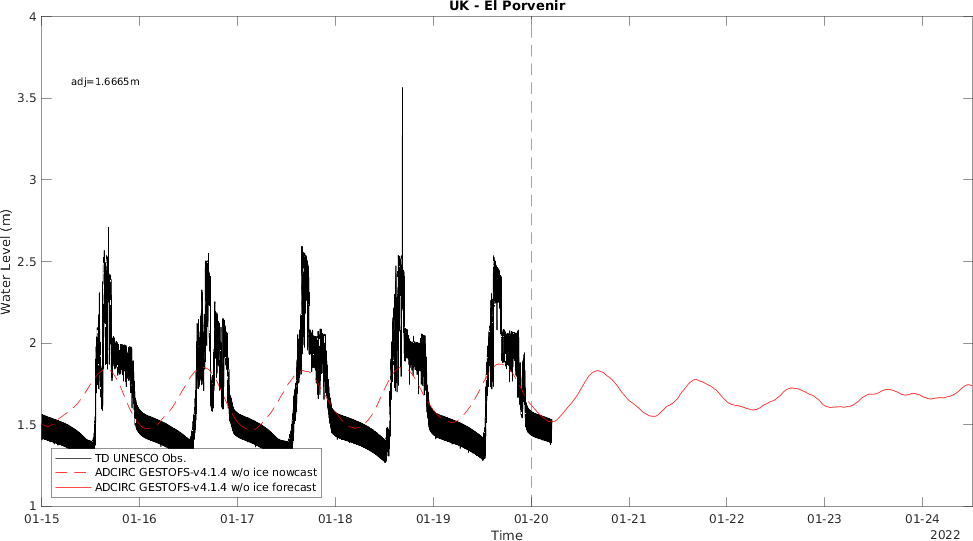 UK - El Porvenir
4
adj=1.6665m
3.5
3
2.5
2
1.5
1
Water Level (m)
TD UNESCO Obs.
ADCIRC GESTOFS-v4.1.4 w/o ice nowcast
ADCIRC GESTOFS-v4.1.4 w/o ice forecast
01-15 01-16 01-17 01-18 01-19 01-20 01-21 01-22 01-23 01-24
Time
2022